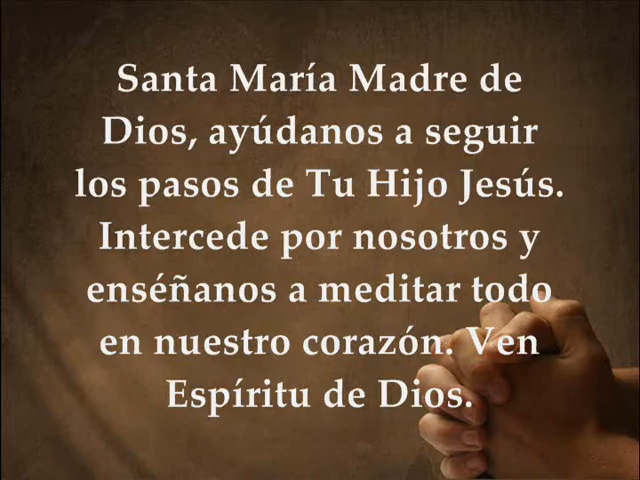 Santa María Madre de
Dios, ayúdanos a seguir
los pasos de Tu Hijo Jesús.
Intercede por nosotros y
enséñanos a meditar todo
en nuestro corazón. Ven
Espíritu de Dios.